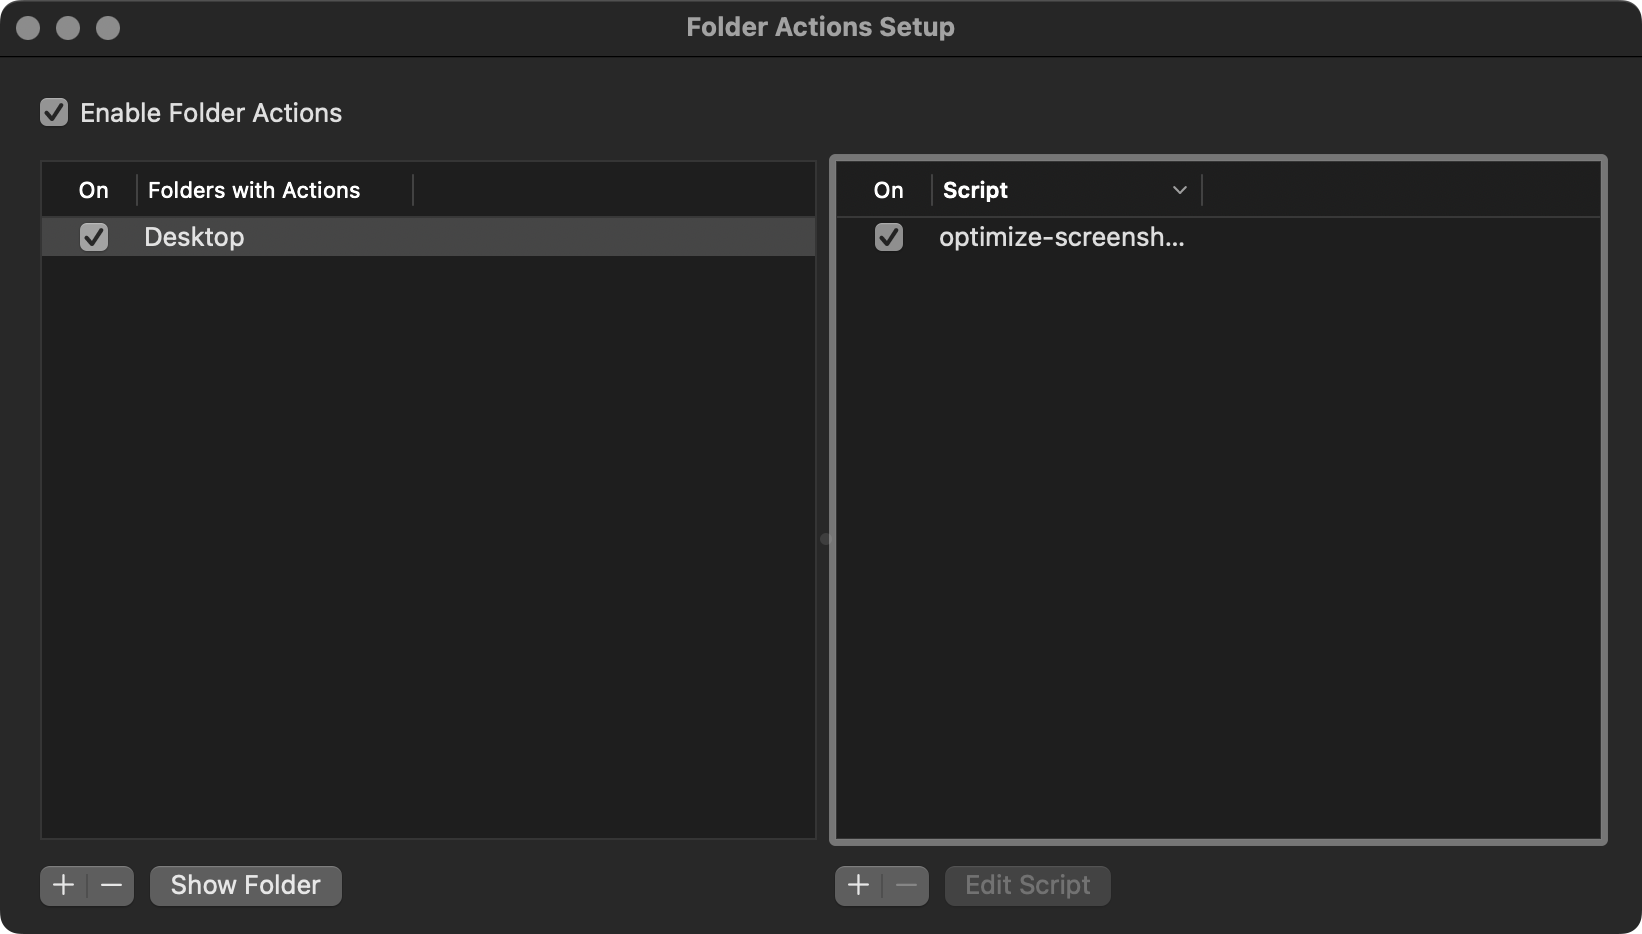 Folder Actions Setup
Enable Folder Actions
On Folders with Actions
Desktop
On Script
optimize-screensh...
Show Folder
Edit Script